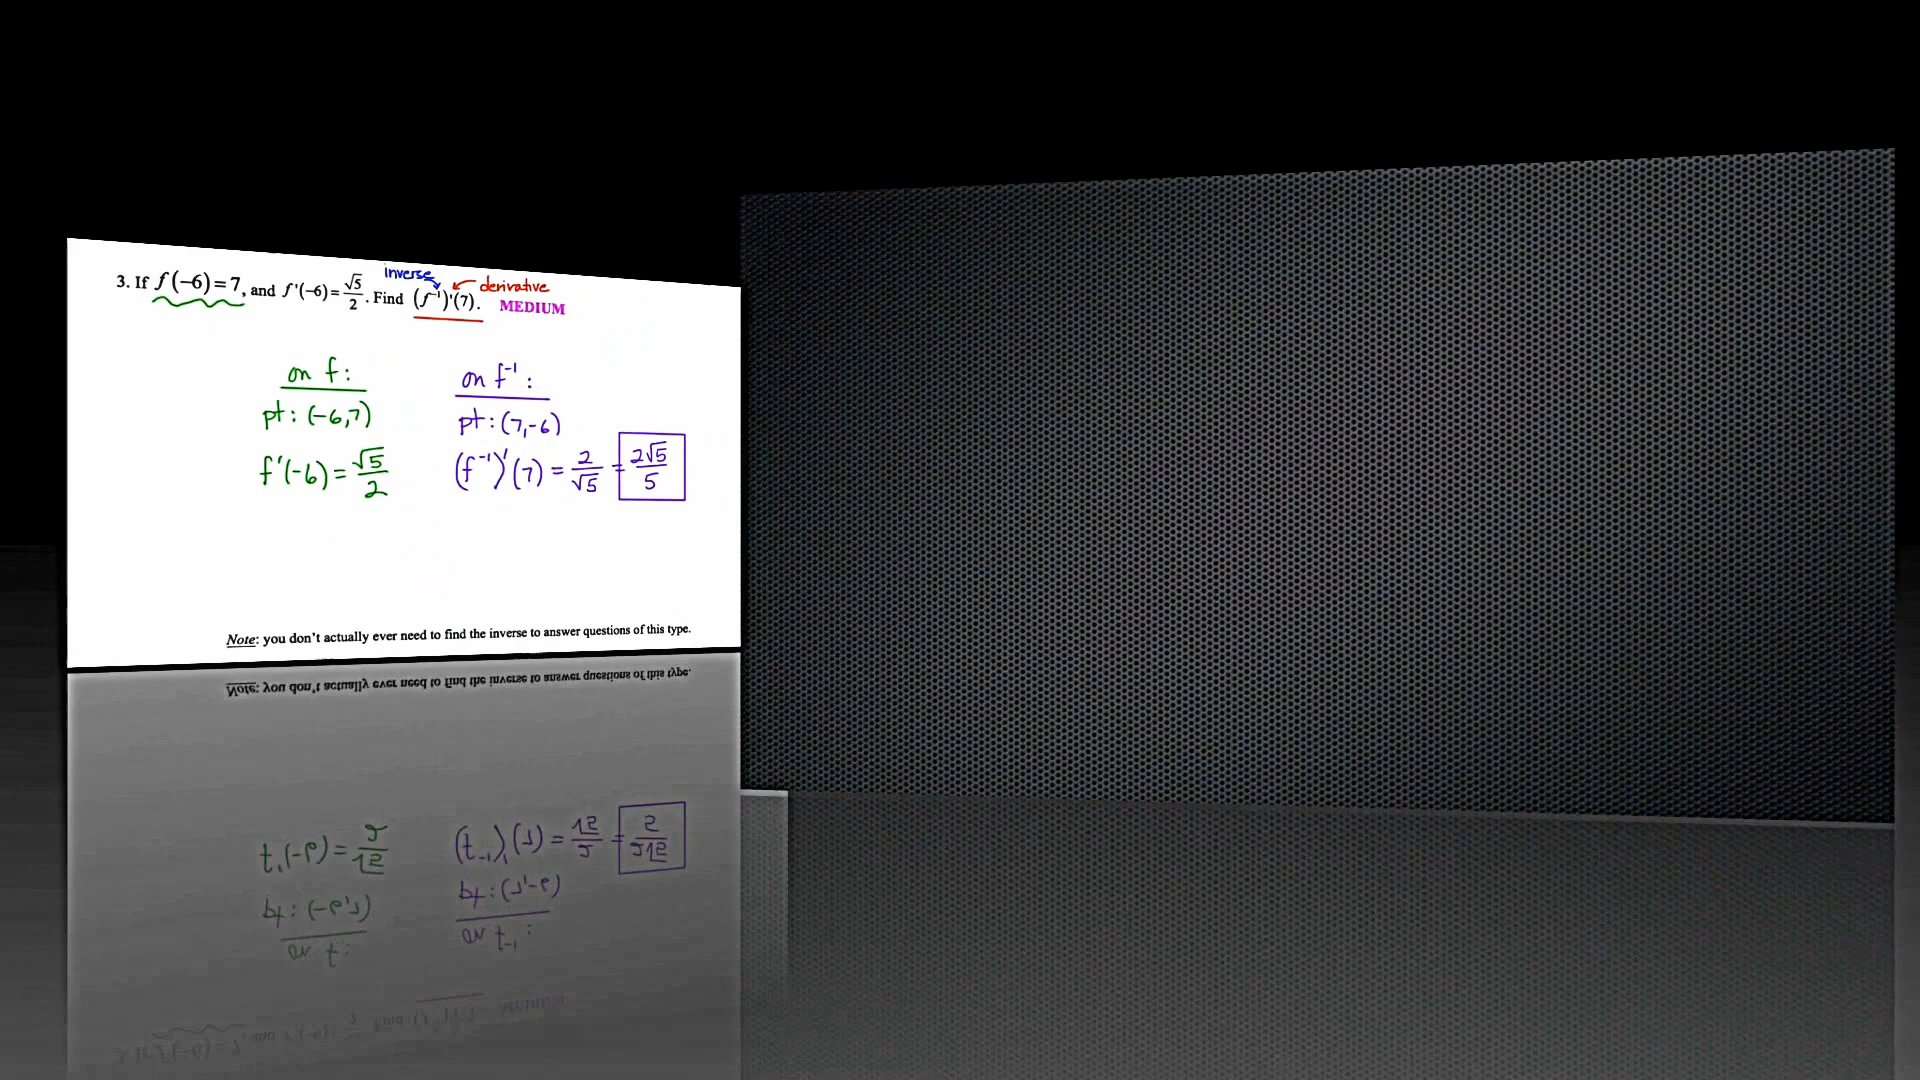 inverse derivative
3. If f(−6)=7, and f'(−6)=√5/2. Find (f⁻¹)'(7). MEDIUM
on f: on f⁻¹:
pt: (−6,7) pt: (7,−6)
f'(−6)=√5/2 (f⁻¹)'(7) = 2/√5 = 2√5/5
Note: you don't actually ever need to find the inverse to answer questions of this type.